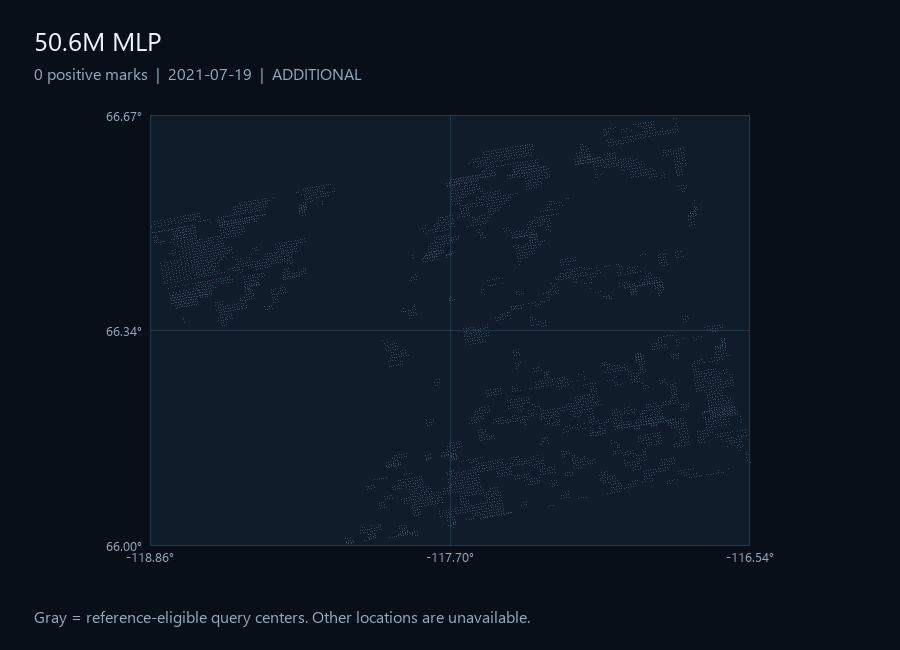 50.6M MLP
0 positive marks | 2021-07-19 | ADDITIONAL
66.67°
66.34°
66.00°
-118.86°
-117.70°
-116.54°
Gray = reference-eligible query centers. Other locations are unavailable.